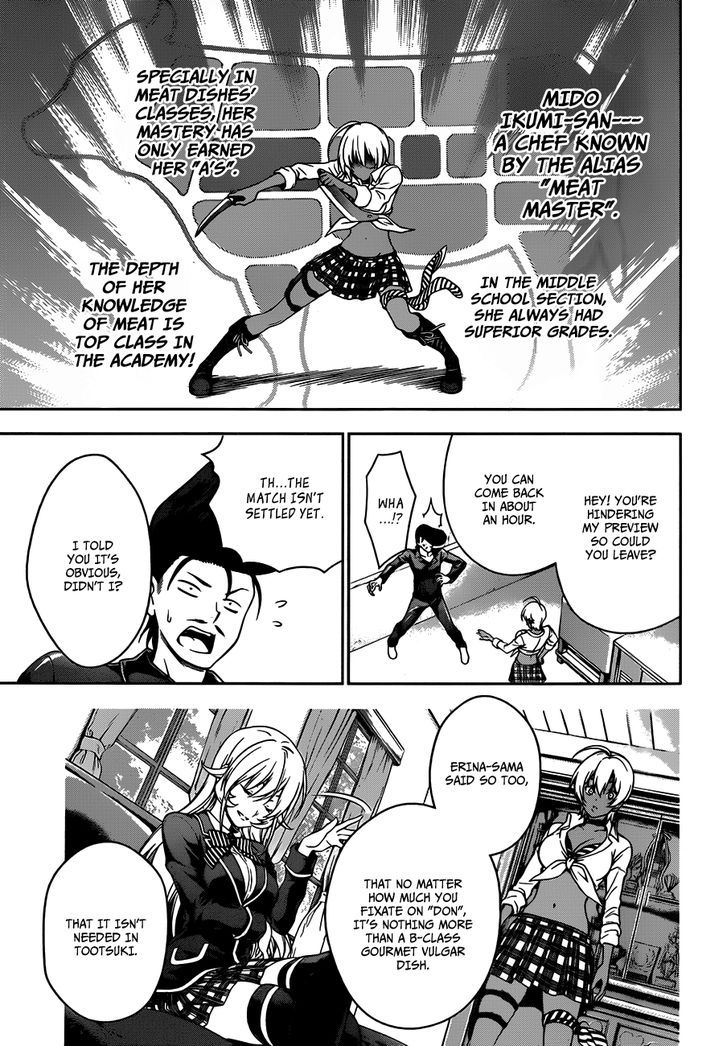 MIDO
IKUMI-SAN---
A CHEF KNOWN
BY THE ALIAS
"MEAT
MASTER".
SPECIALLY IN
MEAT DISHES'
CLASSES, HER
MASTERY HAS
ONLY EARNED
HER "A'S".
IN THE MIDDLE
SCHOOL SECTION,
SHE ALWAYS HAD
SUPERIOR GRADES.
THE DEPTH
OF HER
KNOWLEDGE
OF MEAT IS
TOP CLASS IN
THE ACADEMY!
HEY! YOU'RE
HINDERING
MY PREVIEW
SO COULD
YOU LEAVE?
YOU CAN
COME BACK
IN ABOUT
AN HOUR.
WHA
...!?
TH...THE
MATCH ISN'T
SETTLED YET.
I TOLD
YOU IT'S
OBVIOUS,
DIDN'T I?
ERINA-SAMA
SAID SO TOO,
THAT NO MATTER
HOW MUCH YOU
FIXATE ON "DON",
IT'S NOTHING MORE
THAN A B-CLASS
GOURMET VULGAR
DISH.
THAT IT ISN'T
NEEDED IN
TOOTSUKI.